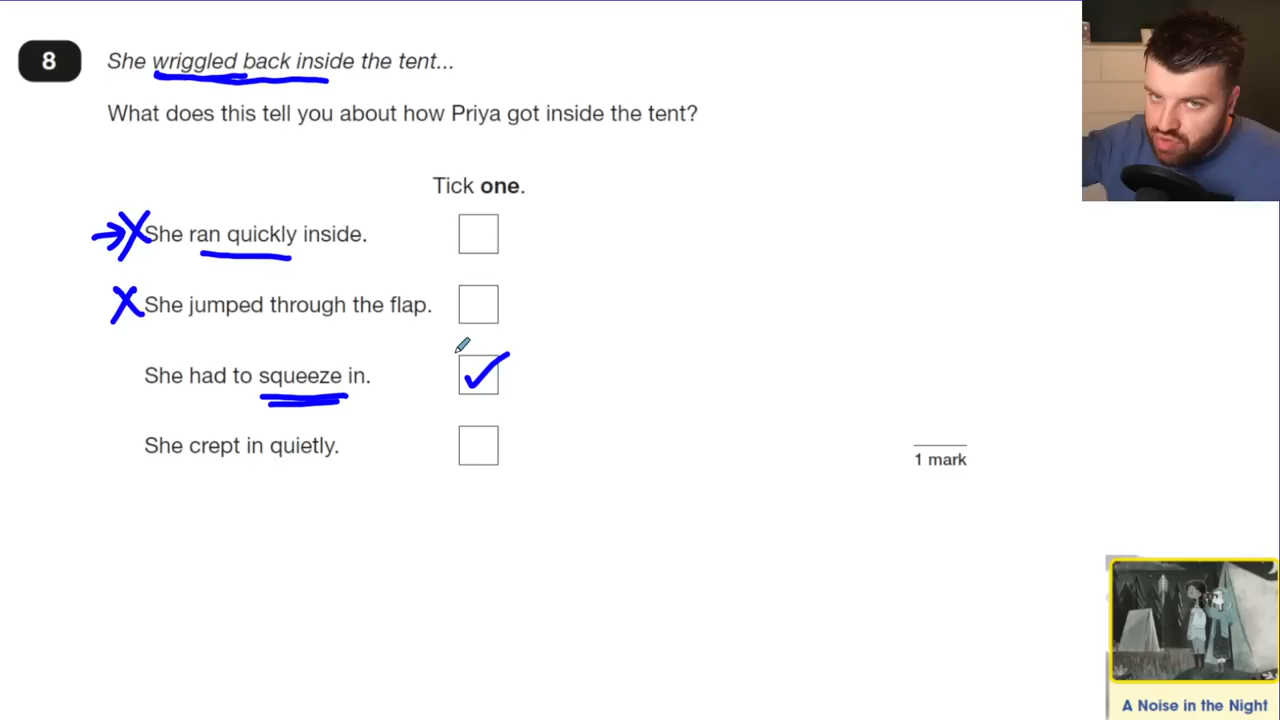 8
She wriggled back inside the tent...
What does this tell you about how Priya got inside the tent?
Tick one.
She ran quickly inside.
She jumped through the flap.
She had to squeeze in.
She crept in quietly.
1 mark
A Noise in the Night